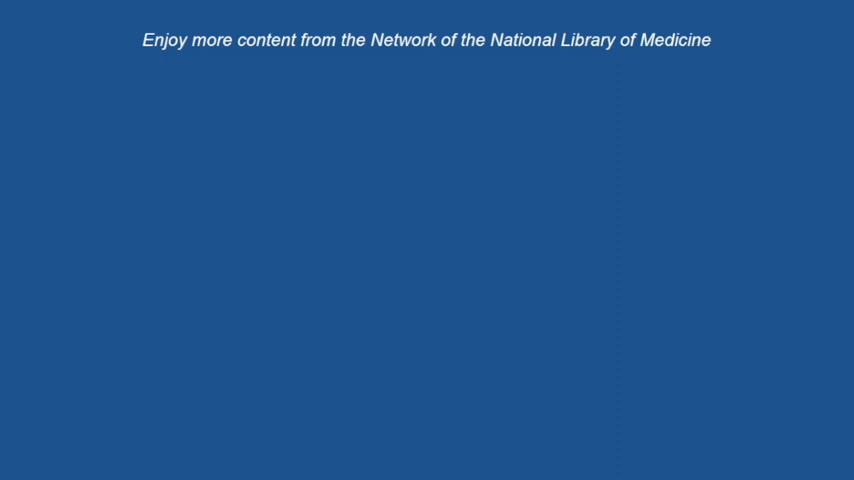 Enjoy more content from the Network of the National Library of Medicine